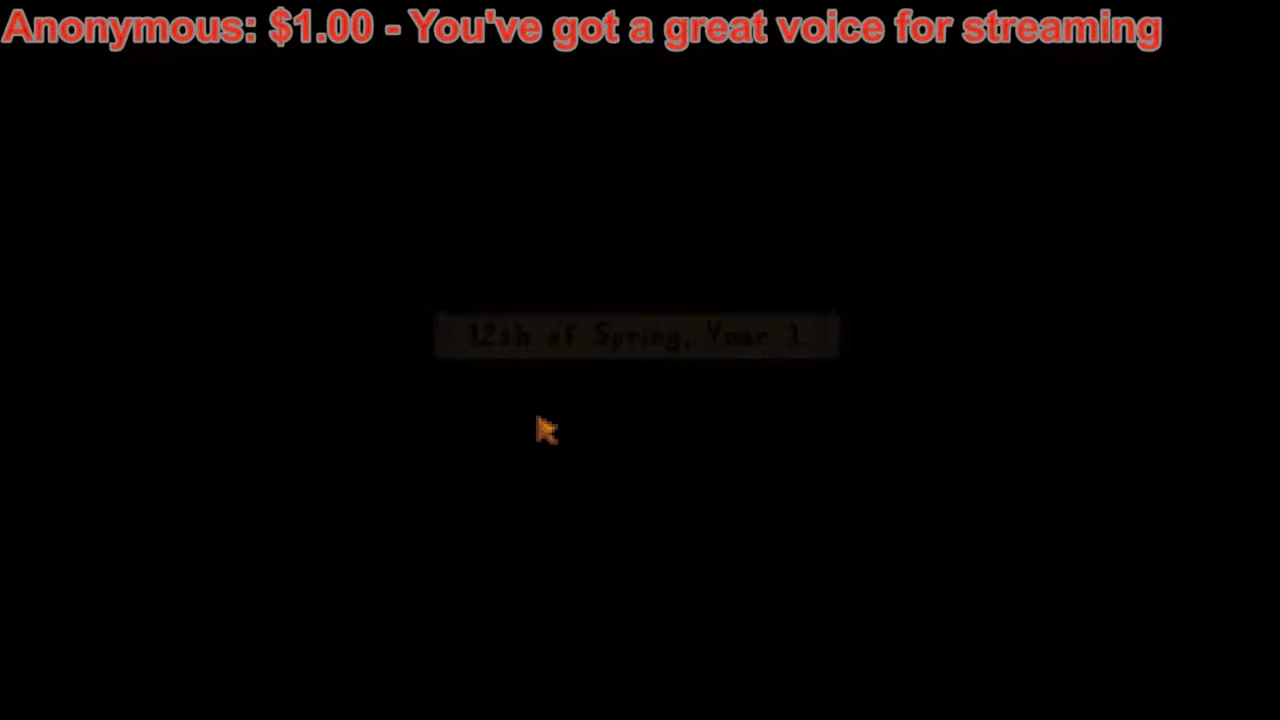 Anonymous: $1.00 - You've got a great voice for streaming
12th of Spring, Year 1